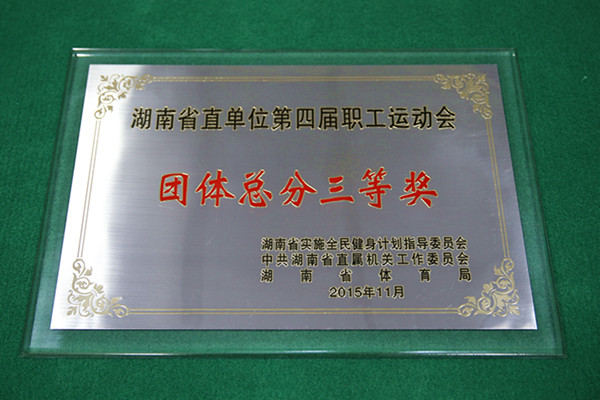 湖南省直单位第四届职工运动会
团体总分三等奖
湖南省实施全民健身计划指导委员会
中共湖南省直属机关工作委员会
湖南省体育局
2015年11月